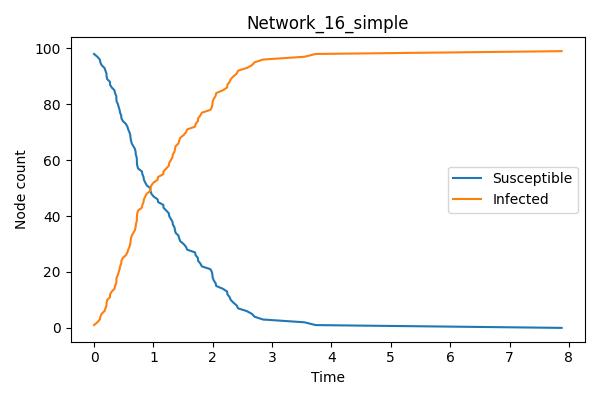 Network_16_simple
100
80
60
40
20
0
Node count
Susceptible
Infected
0 1 2 3 4 5 6 7 8
Time